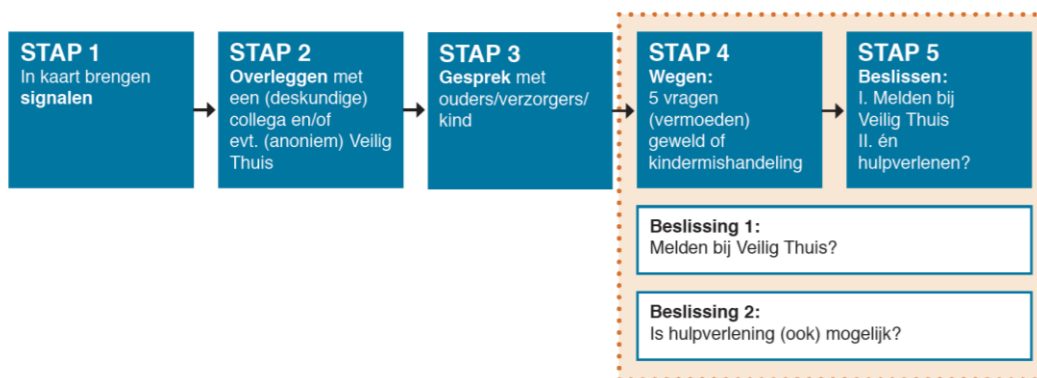 STAP 1
In kaart brengen
signalen
STAP 2
Overleggen met
een (deskundige)
collega en/of
evt. (anoniem) Veilig
Thuis
STAP 3
Gesprek met
ouders/verzorgers/
kind
STAP 4
Wegen:
5 vragen
(vermoeden)
geweld of
kindermishandeling
STAP 5
Beslissen:
I. Melden bij
Veilig Thuis
II. én
hulpverlenen?
Beslissing 1:
Melden bij Veilig Thuis?
Beslissing 2:
Is hulpverlening (ook) mogelijk?